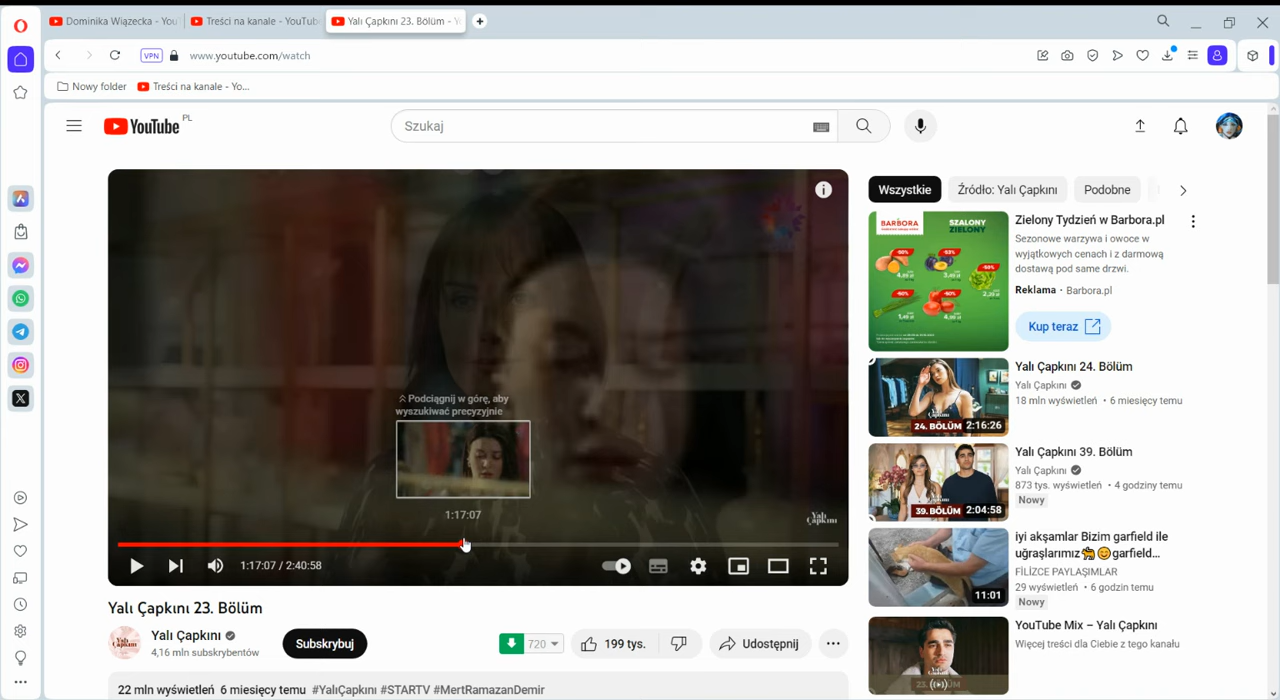 Dominika Wiązecka - You
Treści na kanale - YouTube
Yalı Çapkını 23. Bölüm - Y
VPN
www.youtube.com/watch
Nowy folder
Treści na kanale - Yo...
YouTube PL
Szukaj
Wszystkie
Źródło: Yalı Çapkını
Podobne
BARBORA
SZALONY
ZIELONY
Zielony Tydzień w Barbora.pl
Sezonowe warzywa i owoce w
wyjątkowych cenach i z darmową
dostawą pod same drzwi.
Reklama · Barbora.pl
Kup teraz
Podciągnij w górę, aby
wyszukiwać precyzyjnie
1:17:07
Yalı
Çapkını
1:17:07 / 2:40:58
24. BÖLÜM 2:16:26
Yalı Çapkını 24. Bölüm
Yalı Çapkını
18 mln wyświetleń • 6 miesięcy temu
39. BÖLÜM 2:04:58
Yalı Çapkını 39. Bölüm
Yalı Çapkını
873 tys. wyświetleń • 4 godziny temu
Nowy
11:01
iyi akşamlar Bizim garfield ile
uğraşlarımız🐈😊garfield...
FİLİZCE PAYLAŞIMLAR
29 wyświetleń • 6 godzin temu
Nowy
YouTube Mix – Yalı Çapkını
Więcej treści dla Ciebie z tego kanału
Yalı Çapkını 23. Bölüm
Yalı Çapkını
4,16 mln subskrybentów
Subskrybuj
720
199 tys.
Udostępnij
22 mln wyświetleń 6 miesięcy temu #YalıÇapkını #STARTV #MertRamazanDemir